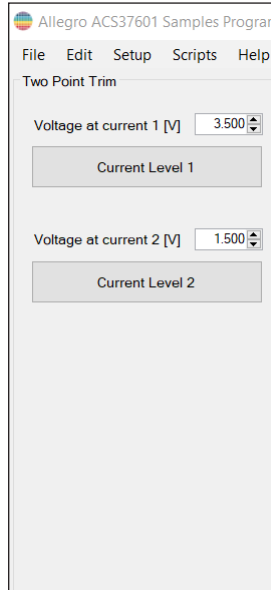 Allegro ACS37601 Samples Program
File Edit Setup Scripts Help
Two Point Trim
Voltage at current 1 [V] 3.500
Current Level 1
Voltage at current 2 [V] 1.500
Current Level 2